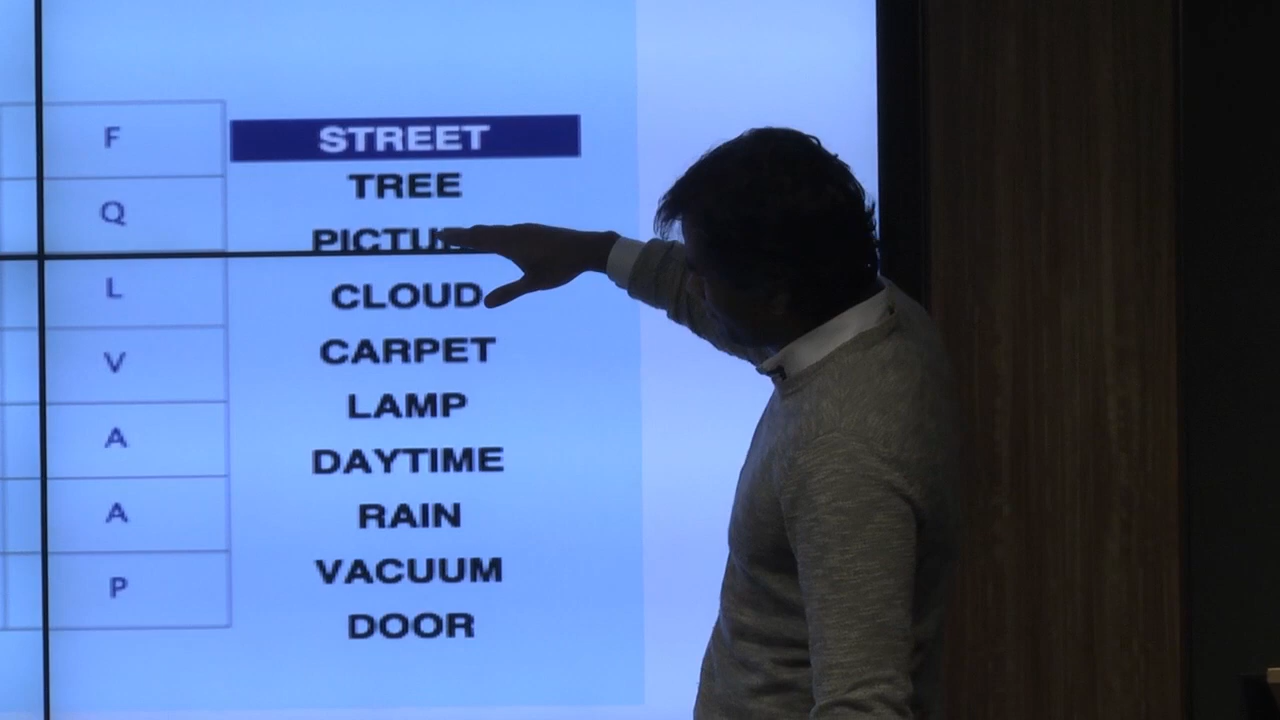 F
Q
L
V
A
A
P
STREET
TREE
CLOUD
CARPET
LAMP
DAYTIME
RAIN
VACUUM
DOOR